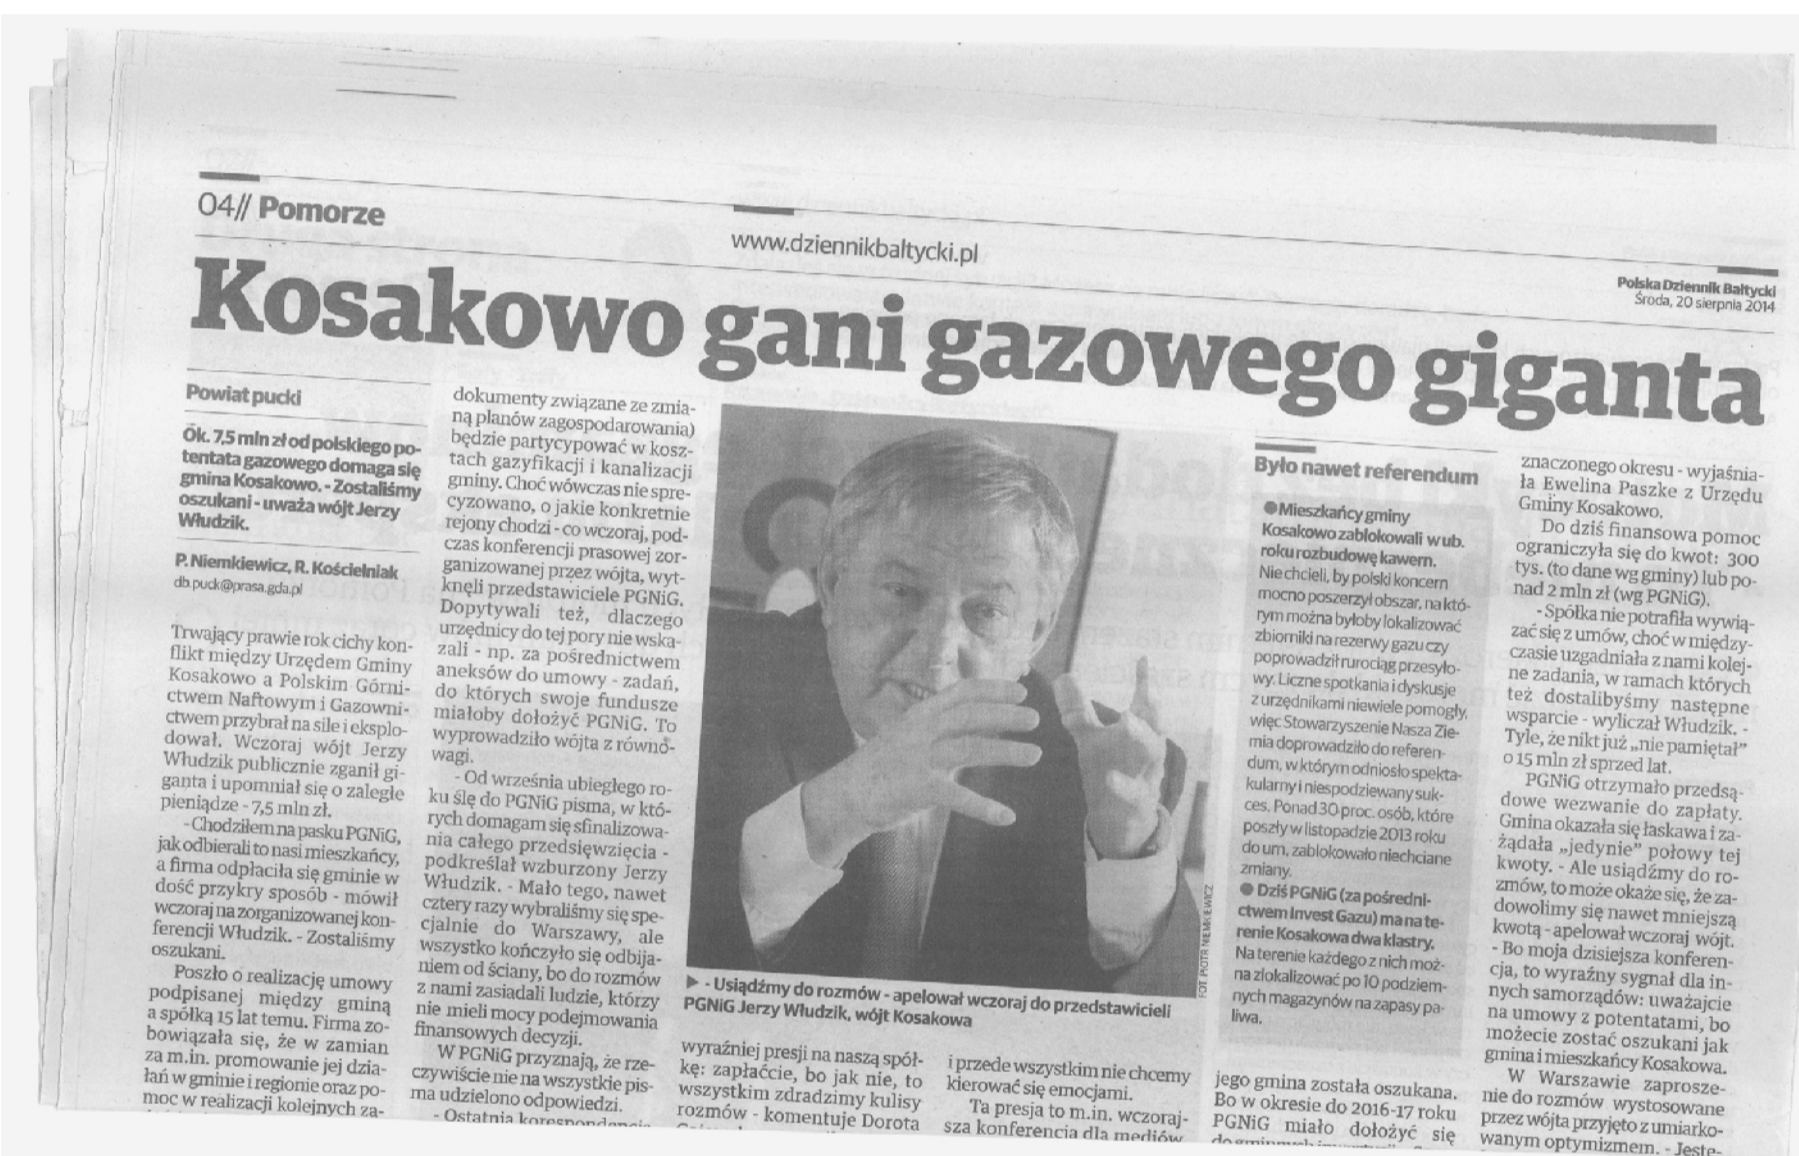 04// Pomorze
www.dziennikbaltycki.pl
Polska Dziennik Bałtycki
Środa, 20 sierpnia 2014
Kosakowo gani gazowego giganta
Powiat pucki
Ok. 7,5 mln zł od polskiego po-
tentata gazowego domaga się
gmina Kosakowo. - Zostaliśmy
oszukani - uważa wójt Jerzy
Włudzik.
P. Niemkiewicz, R. Kościelniak
db.puck@prasa.gda.pl
Trwający prawie rok cichy kon-
flikt między Urzędem Gminy
Kosakowo a Polskim Górni-
ctwem Naftowym i Gazowni-
ctwem przybrał na sile i eksplo-
dował. Wczoraj wójt Jerzy
Włudzik publicznie zganił gi-
ganta i upomniał się o zaległe
pieniądze - 7,5 mln zł.
- Chodziłem na pasku PGNiG,
jak odbierali to nasi mieszkańcy,
a firma odpłaciła się gminie w
dość przykry sposób - mówił
wczoraj na zorganizowanej kon-
ferencji Włudzik. - Zostaliśmy
oszukani.
Poszło o realizację umowy
podpisanej między gminą
a spółką 15 lat temu. Firma zo-
bowiązała się, że w zamian
za m.in. promowanie jej dzia-
łań w gminie i regionie oraz po-
moc w realizacji kolejnych za-
dokumenty związane ze zmia-
ną planów zagospodarowania)
będzie partycypować w kosz-
tach gazyfikacji i kanalizacji
gminy. Choć wówczas nie spre-
cyzowano, o jakie konkretnie
rejony chodzi - co wczoraj, pod-
czas konferencji prasowej zor-
ganizowanej przez wójta, wyt-
knęli przedstawiciele PGNiG.
Dopytywali też, dlaczego
urzędnicy do tej pory nie wska-
zali - np. za pośrednictwem
aneksów do umowy - zadań,
do których swoje fundusze
miałoby dołożyć PGNiG. To
wyprowadziło wójta z równo-
wagi.
- Od września ubiegłego ro-
ku ślę do PGNiG pisma, w któ-
rych domagam się sfinalizowa-
nia całego przedsięwzięcia -
podkreślał wzburzony Jerzy
Włudzik. - Mało tego, nawet
cztery razy wybraliśmy się spe-
cjalnie do Warszawy, ale
wszystko kończyło się odbija-
niem od ściany, bo do rozmów
z nami zasiadali ludzie, którzy
nie mieli mocy podejmowania
finansowych decyzji.
W PGNiG przyznają, że rze-
czywiście nie na wszystkie pis-
ma udzielono odpowiedzi.
- Ostatnia korespondencja
FOT. PIOTR NIEMKIEWICZ
▶ - Usiądźmy do rozmów - apelował wczoraj do przedstawicieli
PGNiG Jerzy Włudzik, wójt Kosakowa
wyraźniej presji na naszą spół-
kę: zapłaćcie, bo jak nie, to
wszystkim zdradzimy kulisy
rozmów - komentuje Dorota
i przede wszystkim nie chcemy
kierować się emocjami.
Ta presja to m.in. wczoraj-
sza konferencja dla mediów
Było nawet referendum
● Mieszkańcy gminy
Kosakowo zablokowali w ub.
roku rozbudowę kawern.
Nie chcieli, by polski koncern
mocno poszerzył obszar, na któ-
rym można byłoby lokalizować
zbiorniki na rezerwy gazu czy
poprowadził rurociąg przesyło-
wy. Liczne spotkania i dyskusje
z urzędnikami niewiele pomogły,
więc Stowarzyszenie Nasza Zie-
mia doprowadziło do referen-
dum, w którym odniosło spekta-
kularny i niespodziewany suk-
ces. Ponad 30 proc. osób, które
poszły w listopadzie 2013 roku
do urn, zablokowało niechciane
zmiany.
● Dziś PGNiG (za pośredni-
ctwem Invest Gazu) ma na te-
renie Kosakowa dwa klastry.
Na terenie każdego z nich moż-
na zlokalizować po 10 podziem-
nych magazynów na zapasy pa-
liwa.
jego gmina została oszukana.
Bo w okresie do 2016-17 roku
PGNiG miało dołożyć się
znaczonego okresu - wyjaśnia-
ła Ewelina Paszke z Urzędu
Gminy Kosakowo.
Do dziś finansowa pomoc
ograniczyła się do kwot: 300
tys. (to dane wg gminy) lub po-
nad 2 mln zł (wg PGNiG).
- Spółka nie potrafiła wywią-
zać się z umów, choć w między-
czasie uzgadniała z nami kolej-
ne zadania, w ramach których
też dostalibyśmy następne
wsparcie - wyliczał Włudzik. -
Tyle, że nikt już „nie pamiętał”
o 15 mln zł sprzed lat.
PGNiG otrzymało przedsą-
dowe wezwanie do zapłaty.
Gmina okazała się łaskawa i za-
żądała „jedynie” połowy tej
kwoty. - Ale usiądźmy do ro-
zmów, to może okaże się, że za-
dowolimy się nawet mniejszą
kwotą - apelował wczoraj wójt.
- Bo moja dzisiejsza konferen-
cja, to wyraźny sygnał dla in-
nych samorządów: uważajcie
na umowy z potentatami, bo
możecie zostać oszukani jak
gmina i mieszkańcy Kosakowa.
W Warszawie zaprosze-
nie do rozmów wystosowane
przez wójta przyjęto z umiarko-
wanym optymizmem. - Jeste-